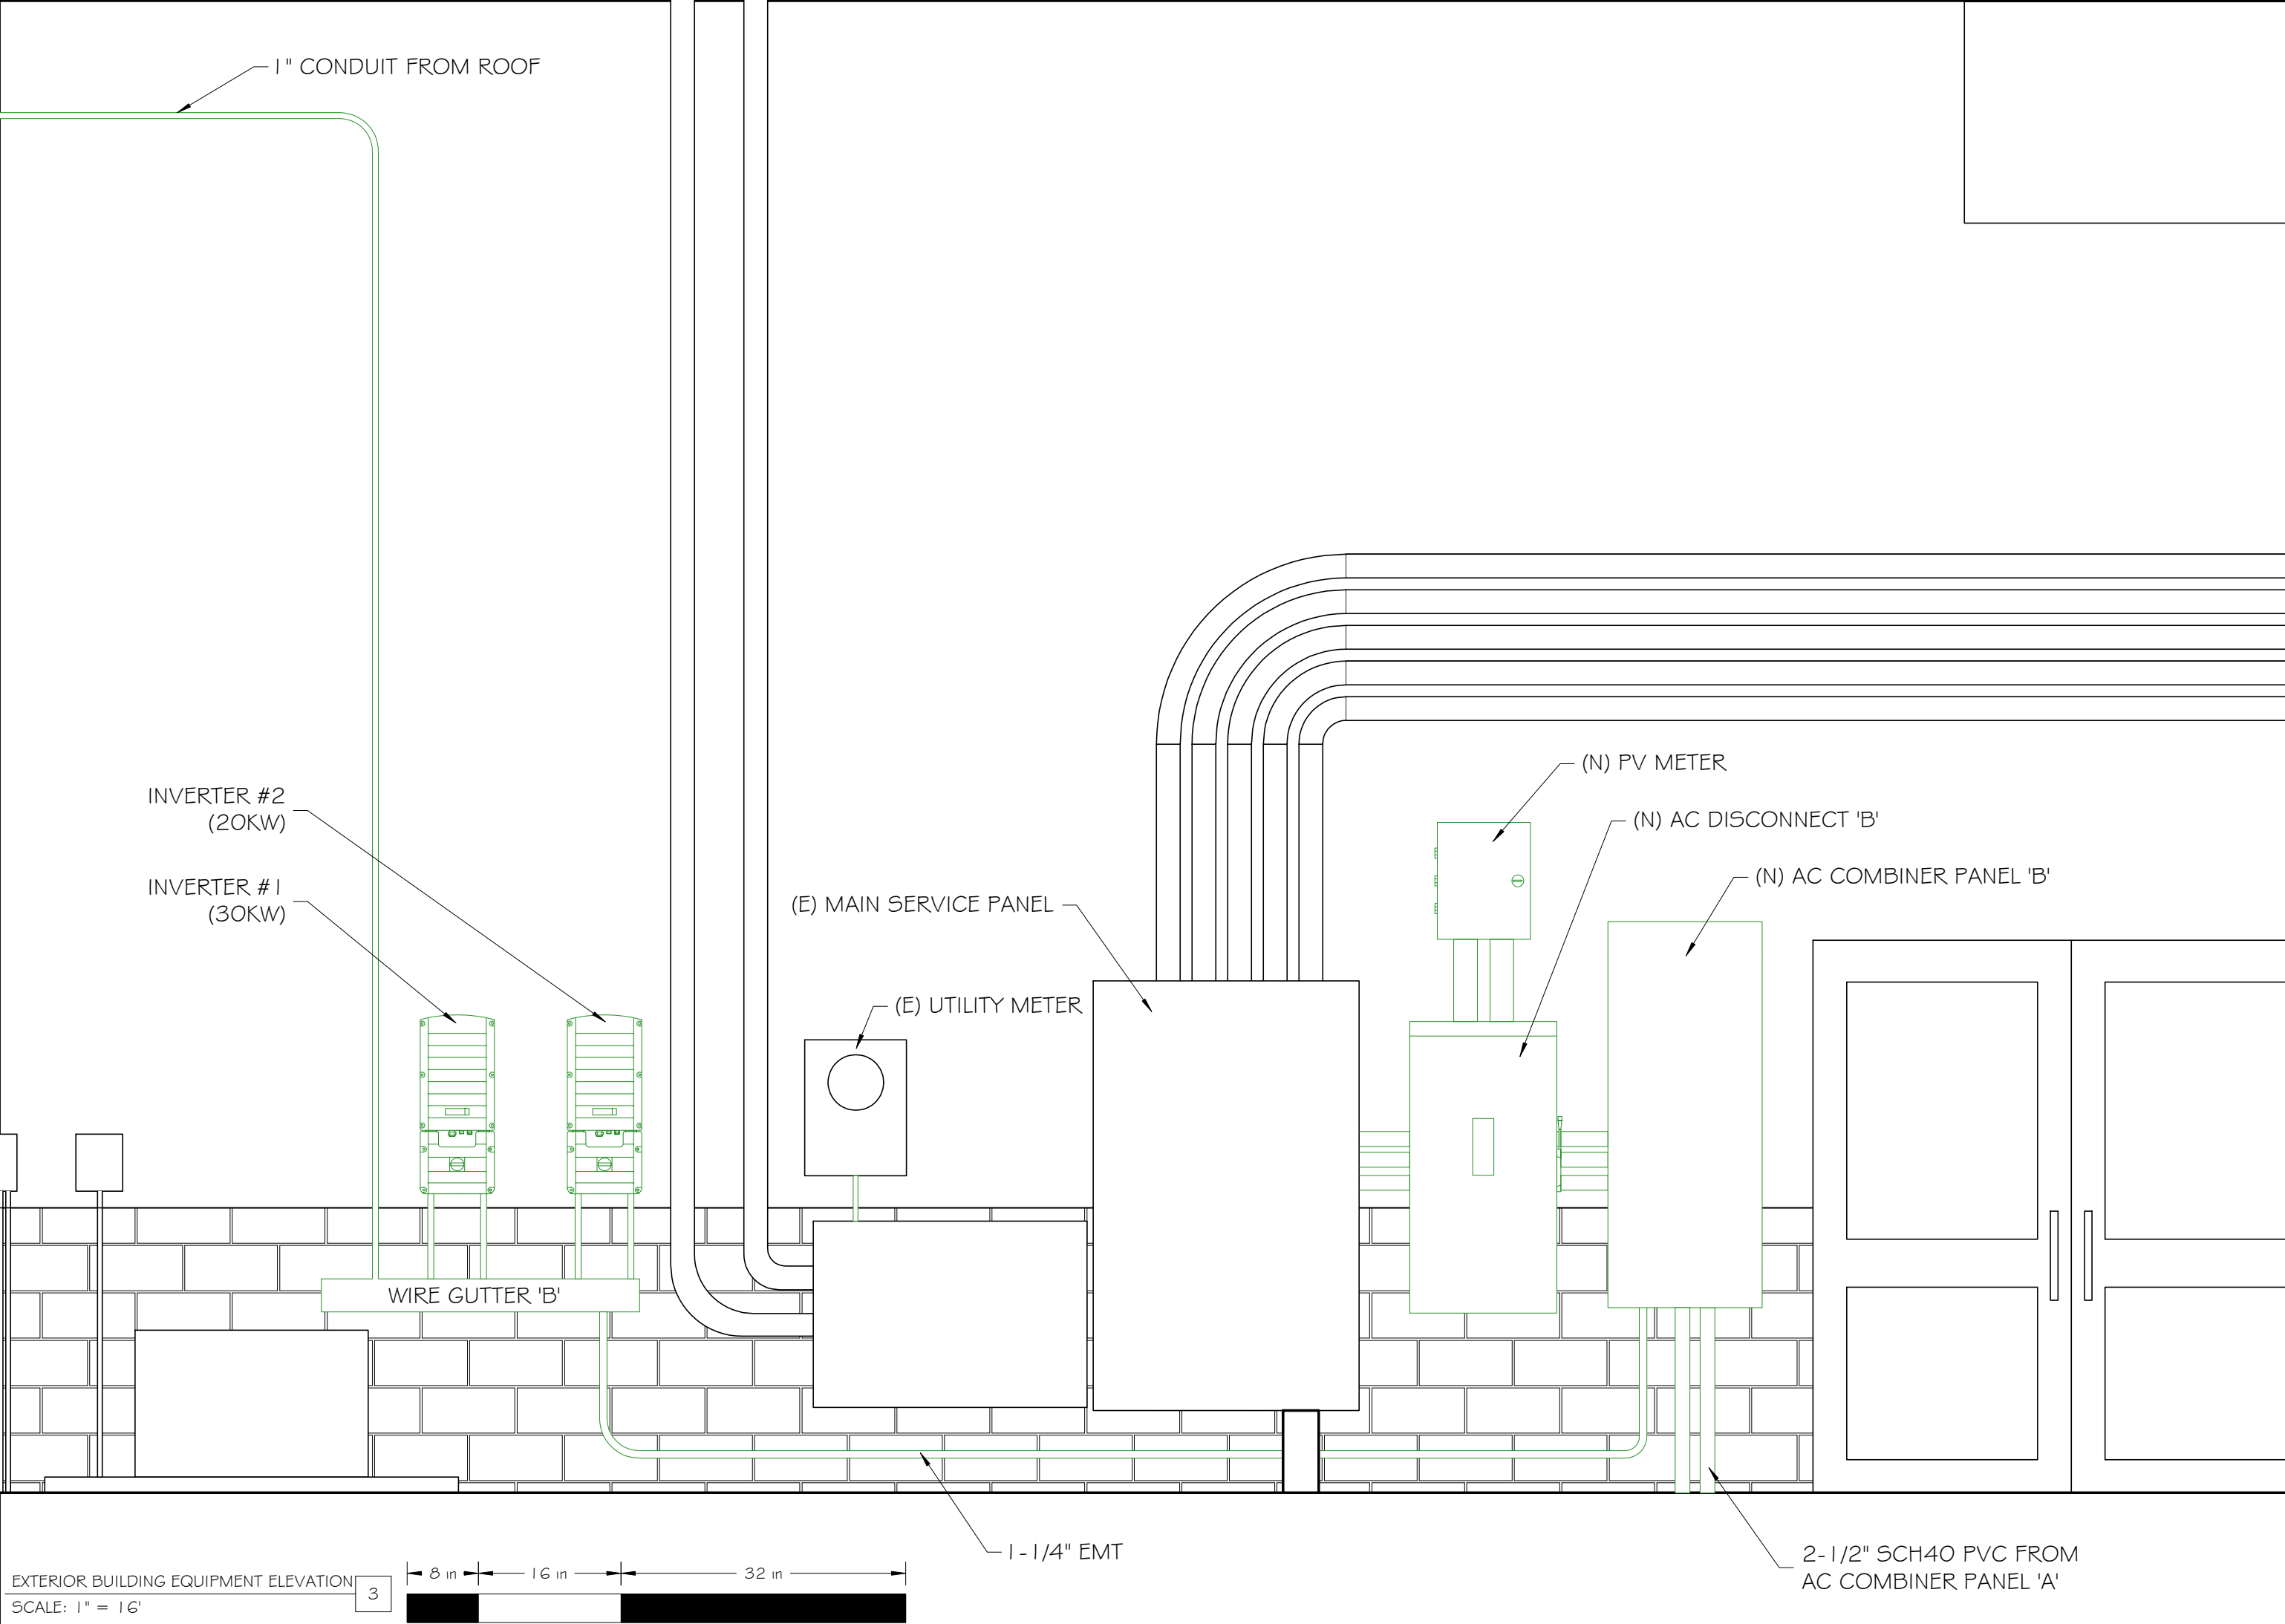 1" CONDUIT FROM ROOF
(N) PV METER
INVERTER #2
(20KW)
(N) AC DISCONNECT 'B'
(N) AC COMBINER PANEL 'B'
INVERTER #1
(30KW)
(E) MAIN SERVICE PANEL
(E) UTILITY METER
WIRE GUTTER 'B'
1-1/4" EMT
2-1/2" SCH40 PVC FROM
AC COMBINER PANEL 'A'
EXTERIOR BUILDING EQUIPMENT ELEVATION
SCALE: 1" = 16'
3
8 in
16 in
32 in